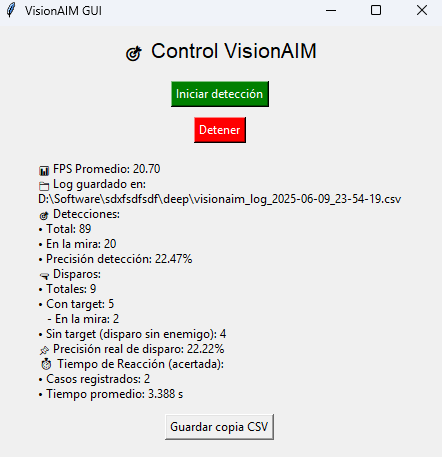 VisionAIM GUI
🎯 Control VisionAIM
Iniciar detección
Detener
📊 FPS Promedio: 20.70
🗂 Log guardado en:
D:\Software\sdxfsdfsdf\deep\visionaim_log_2025-06-09_23-54-19.csv
🎯 Detecciones:
• Total: 89
• En la mira: 20
• Precisión detección: 22.47%
🔫 Disparos:
• Totales: 9
• Con target: 5
- En la mira: 2
• Sin target (disparo sin enemigo): 4
📌 Precisión real de disparo: 22.22%
⏱ Tiempo de Reacción (acertada):
• Casos registrados: 2
• Tiempo promedio: 3.388 s
Guardar copia CSV